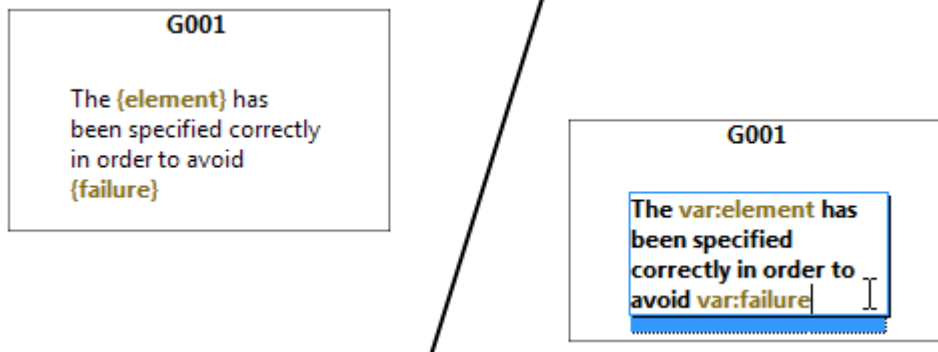 G001
The {element} has
been specified correctly
in order to avoid
{failure}
G001
The var:element has
been specified
correctly in order to
avoid var:failure